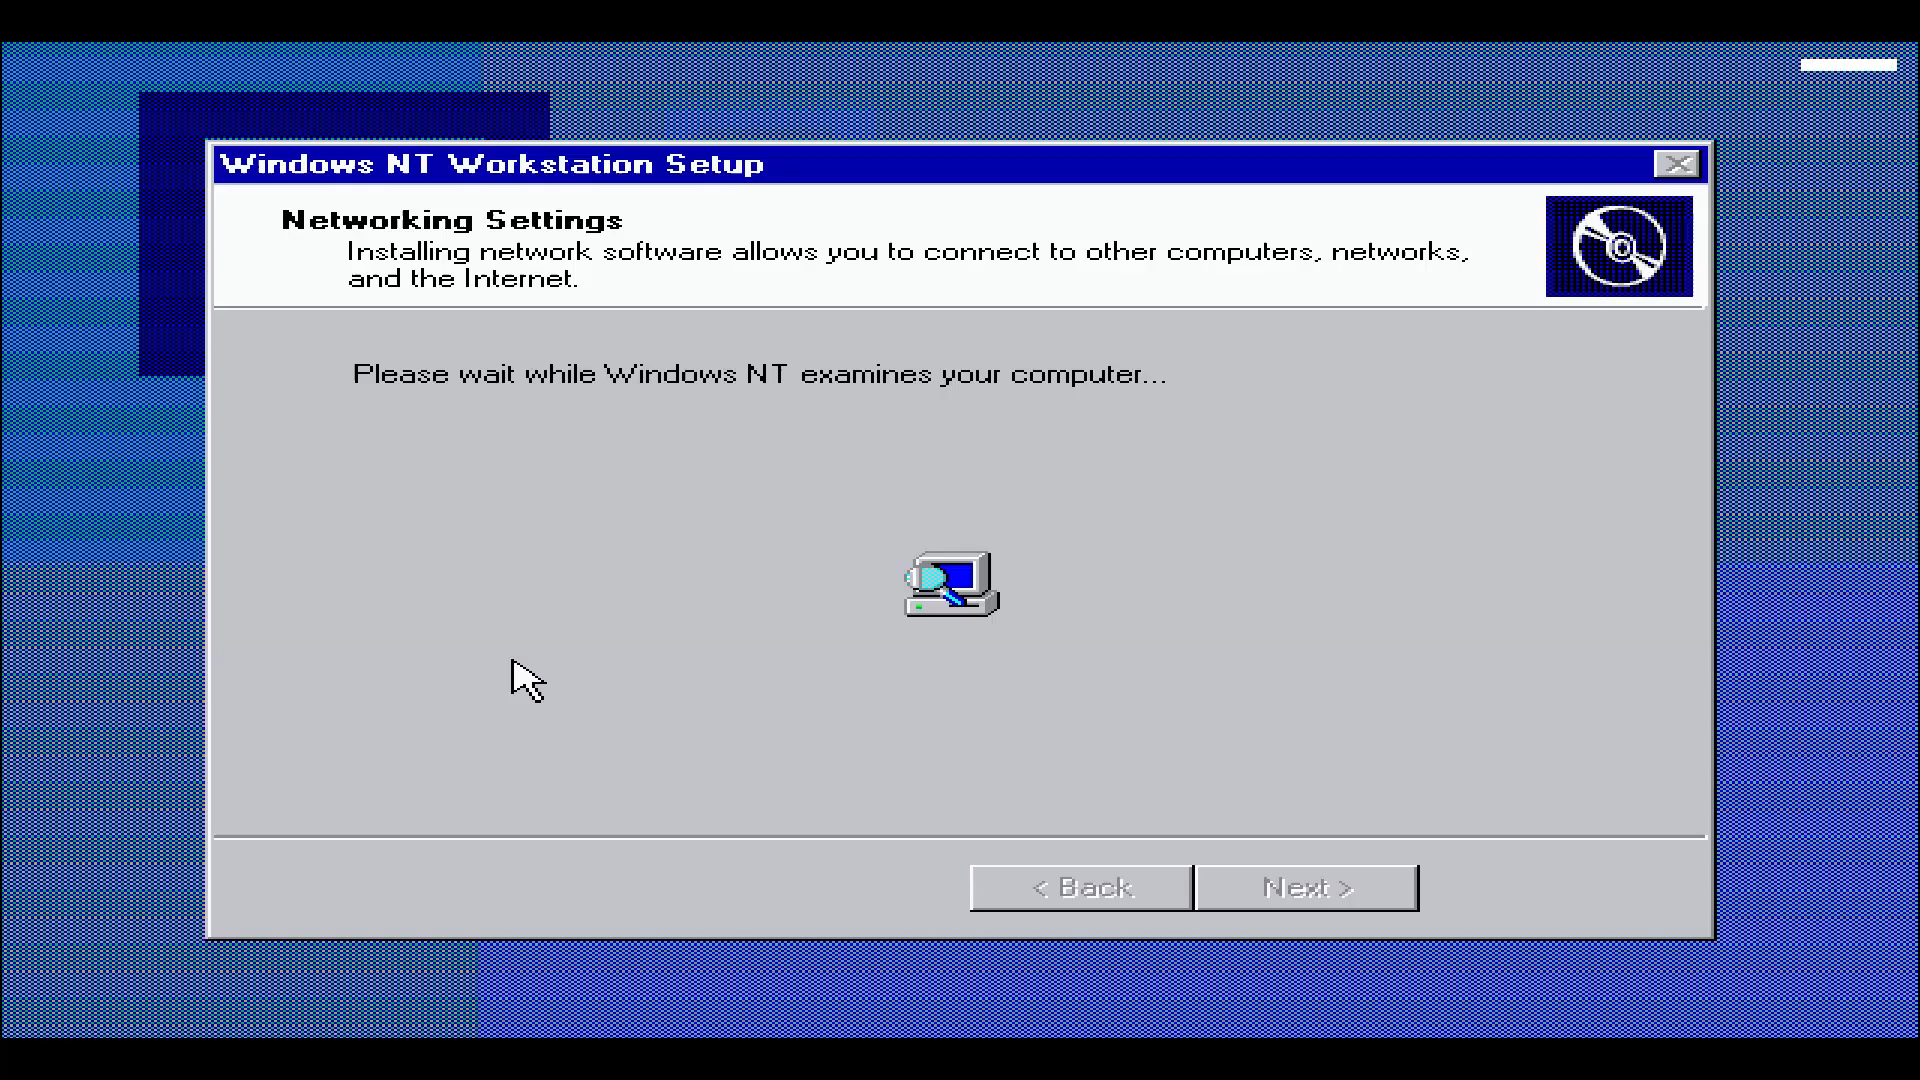 Windows NT Workstation Setup
Networking Settings
Installing network software allows you to connect to other computers, networks,
and the Internet.
Please wait while Windows NT examines your computer...
< Back
Next >